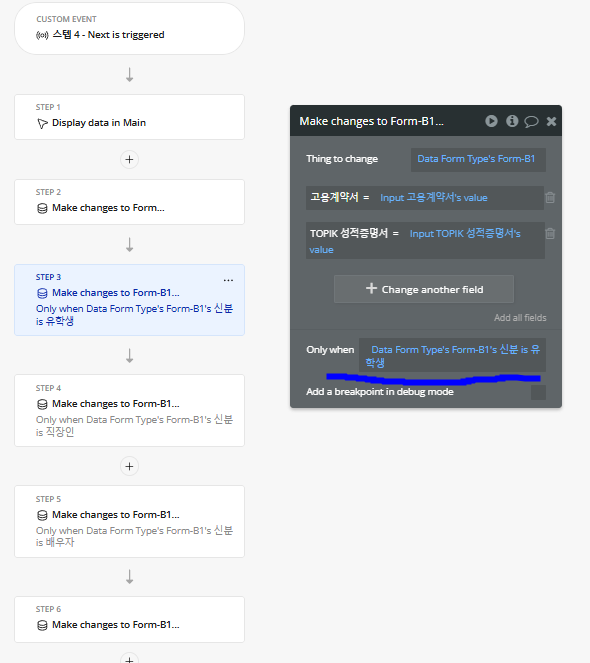 CUSTOM EVENT
스텝 4 - Next is triggered
STEP 1
Display data in Main
STEP 2
Make changes to Form...
STEP 3
...
Make changes to Form-B1...
Only when Data Form Type's Form-B1's 신분
is 유학생
STEP 4
Make changes to Form-B1...
Only when Data Form Type's Form-B1's 신분
is 직장인
STEP 5
Make changes to Form-B1...
Only when Data Form Type's Form-B1's 신분
is 배우자
STEP 6
Make changes to Form-B1...
Make changes to Form-B1...
Thing to change Data Form Type's Form-B1
고용계약서 = Input 고용계약서's value
TOPIK 성적증명서 = Input TOPIK 성적증명서's
value
Change another field
Add all fields
Only when Data Form Type's Form-B1's 신분 is 유
학생
Add a breakpoint in debug mode